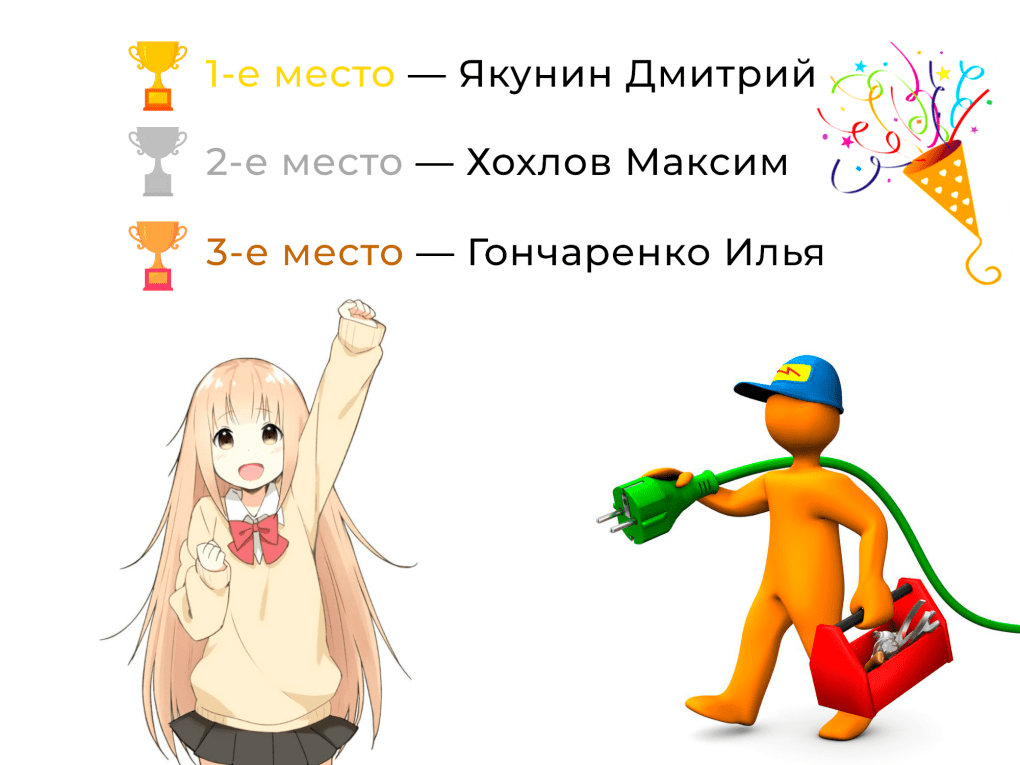 1-е место — Якунин Дмитрий
2-е место — Хохлов Максим
3-е место — Гончаренко Илья